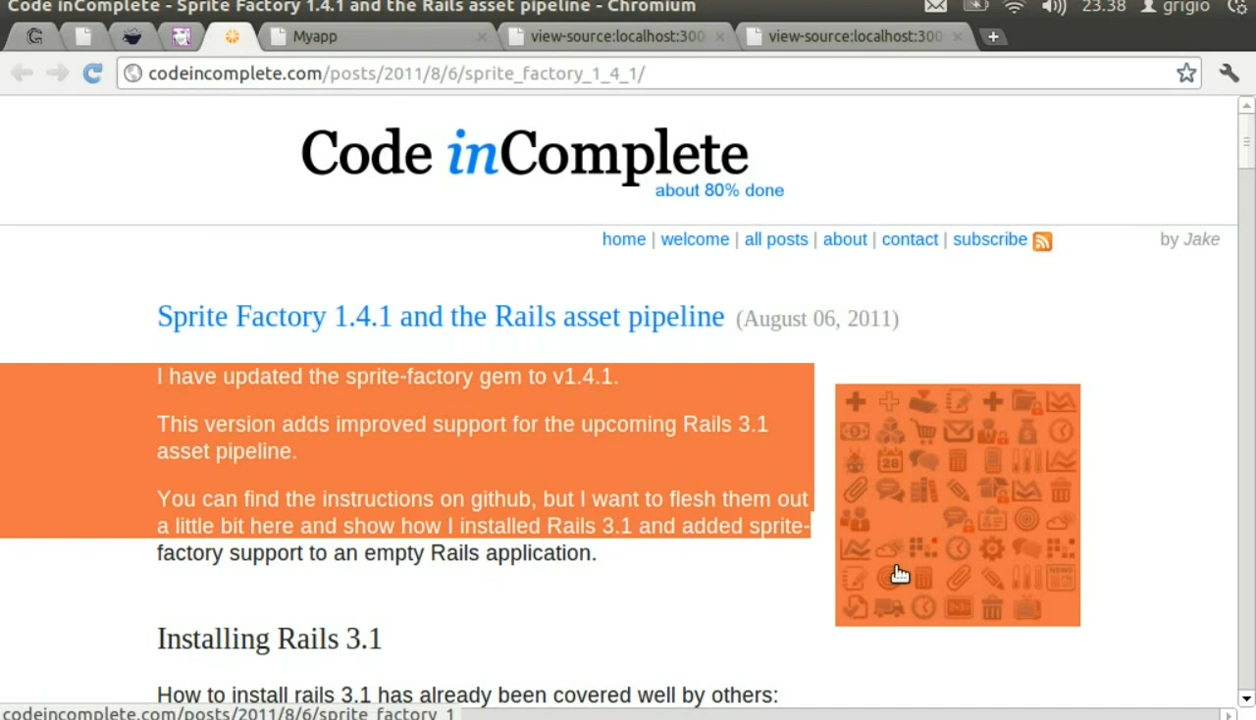 Code inComplete - Sprite Factory 1.4.1 and the Rails asset pipeline - Chromium
23.38 grigio
Myapp view-source:localhost:300 view-source:localhost:300
codeincomplete.com/posts/2011/8/6/sprite_factory_1_4_1/
Code inComplete
about 80% done
home | welcome | all posts | about | contact | subscribe
by Jake
Sprite Factory 1.4.1 and the Rails asset pipeline (August 06, 2011)
I have updated the sprite-factory gem to v1.4.1.
This version adds improved support for the upcoming Rails 3.1
asset pipeline.
You can find the instructions on github, but I want to flesh them out
a little bit here and show how I installed Rails 3.1 and added sprite-
factory support to an empty Rails application.
28
NEWS
Installing Rails 3.1
How to install rails 3.1 has already been covered well by others:
codeincomplete.com/posts/2011/8/6/sprite_factory_1